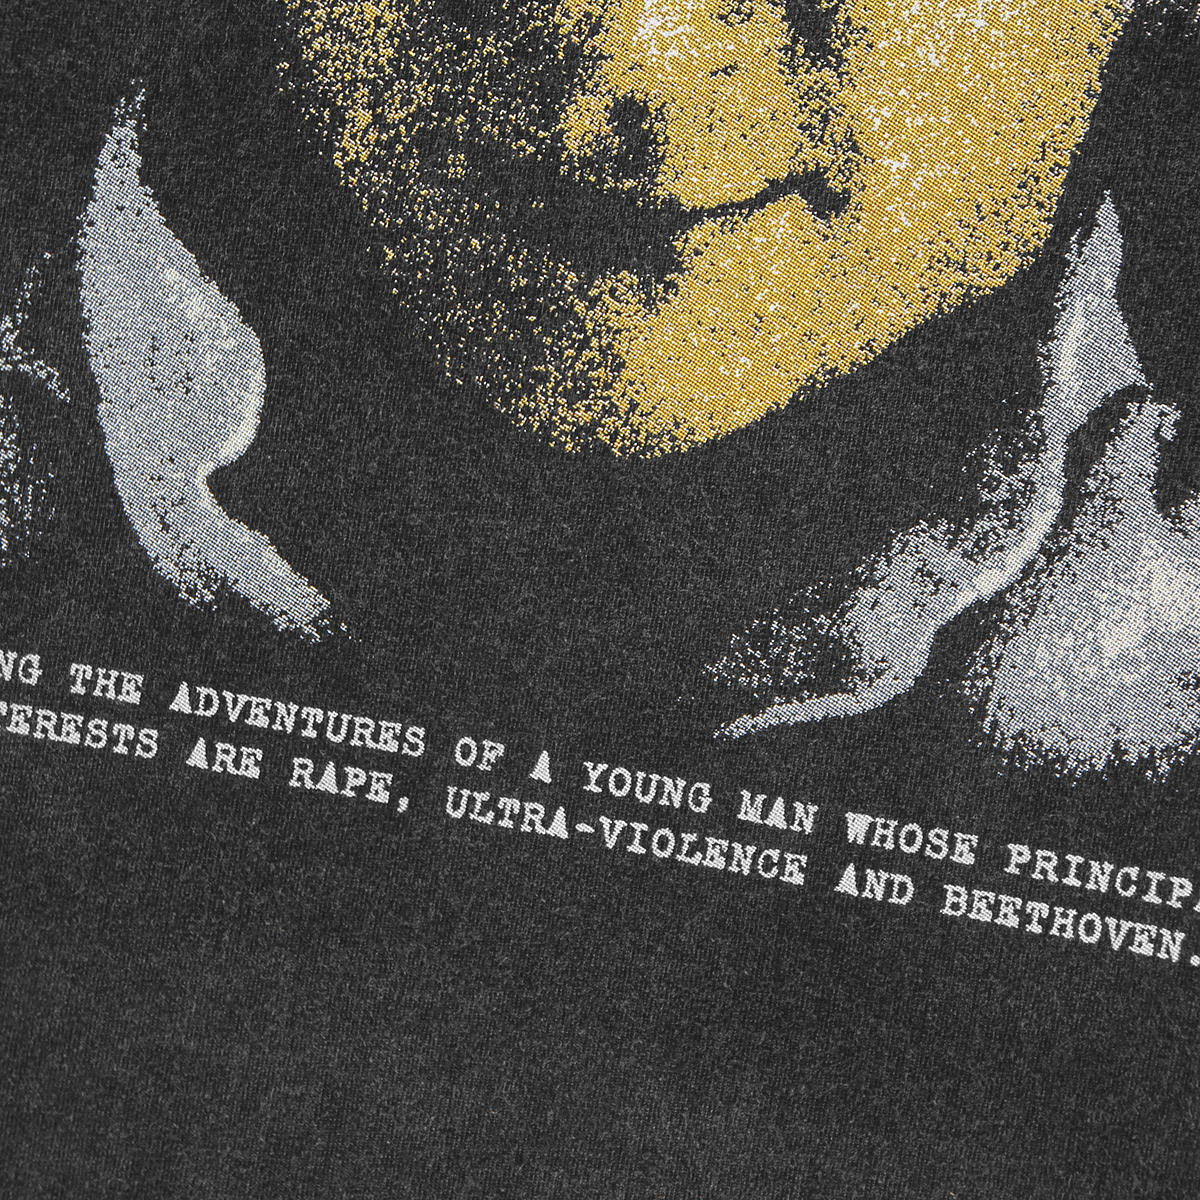 NG THE ADVENTURES OF A YOUNG MAN WHOSE PRINCIPA
TERESTS ARE RAPE, ULTRA-VIOLENCE AND BEETHOVEN.